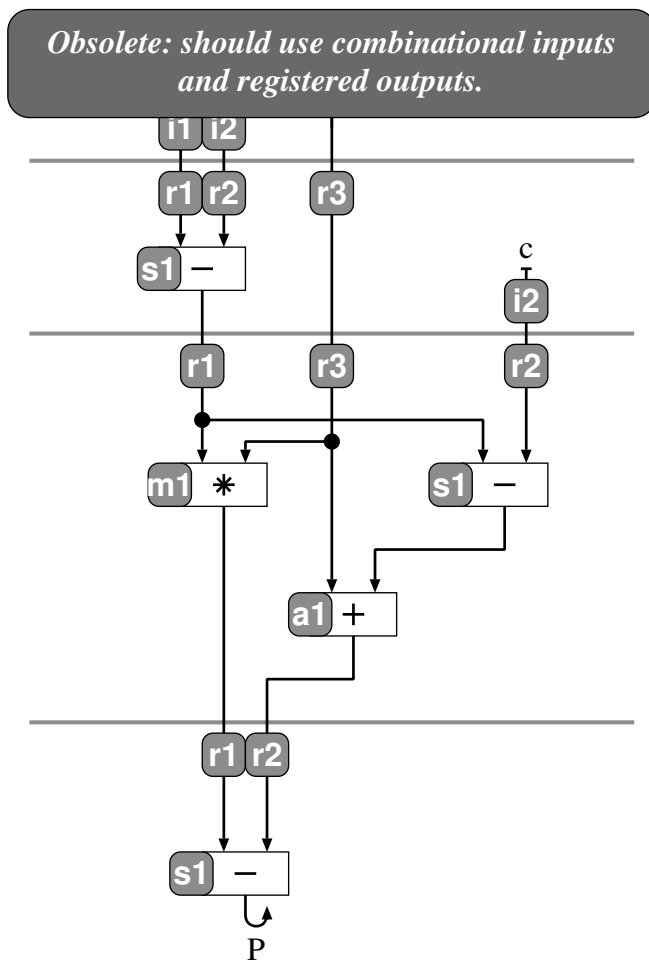 Obsolete: should use combinational inputs
and registered outputs.
i1 i2
r1 r2 r3
s1 −
c
i2
r1 r3 r2
m1 * s1 −
a1 +
r1 r2
s1 −
P